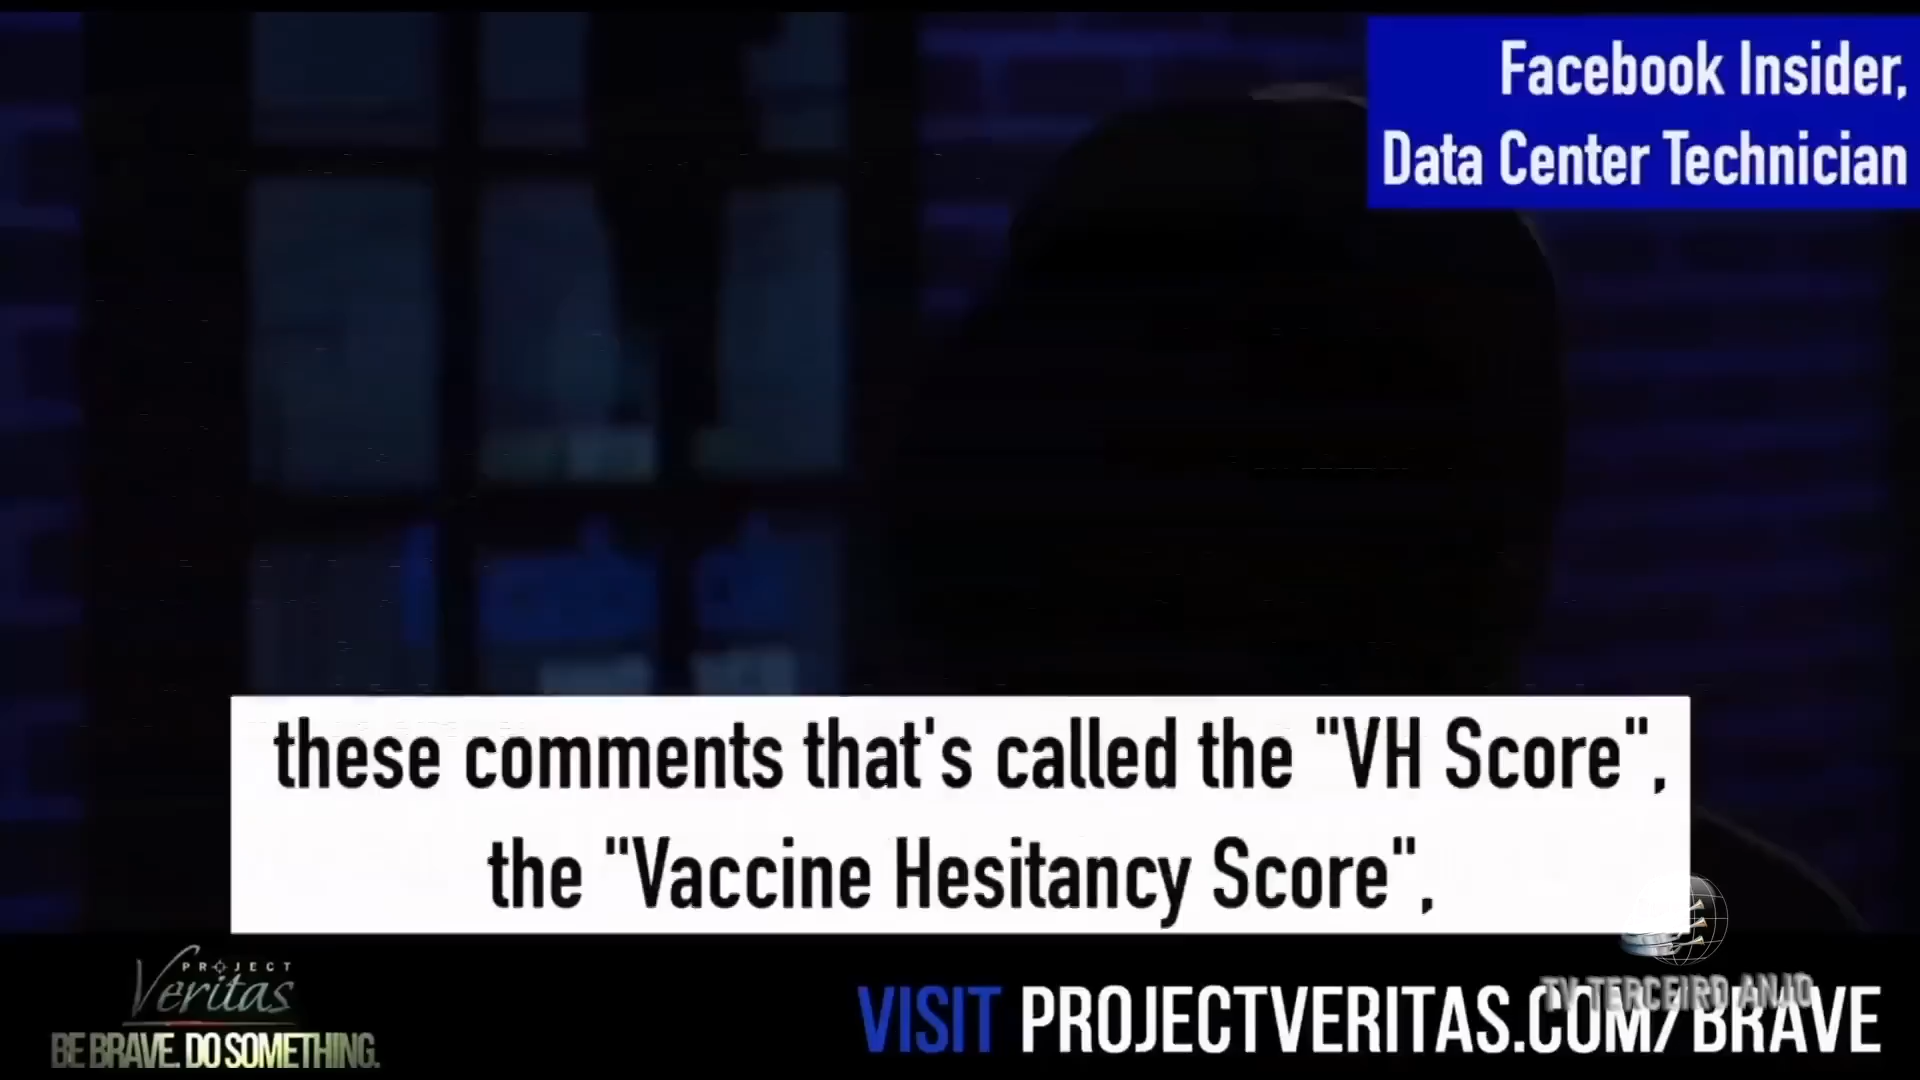 Facebook Insider,
Data Center Technician
these comments that's called the "VH Score",
the "Vaccine Hesitancy Score",
PROJECT
Veritas
BE BRAVE. DO SOMETHING.
VISIT PROJECTVERITAS.COM/BRAVE
TV TERCEIRO ANJO